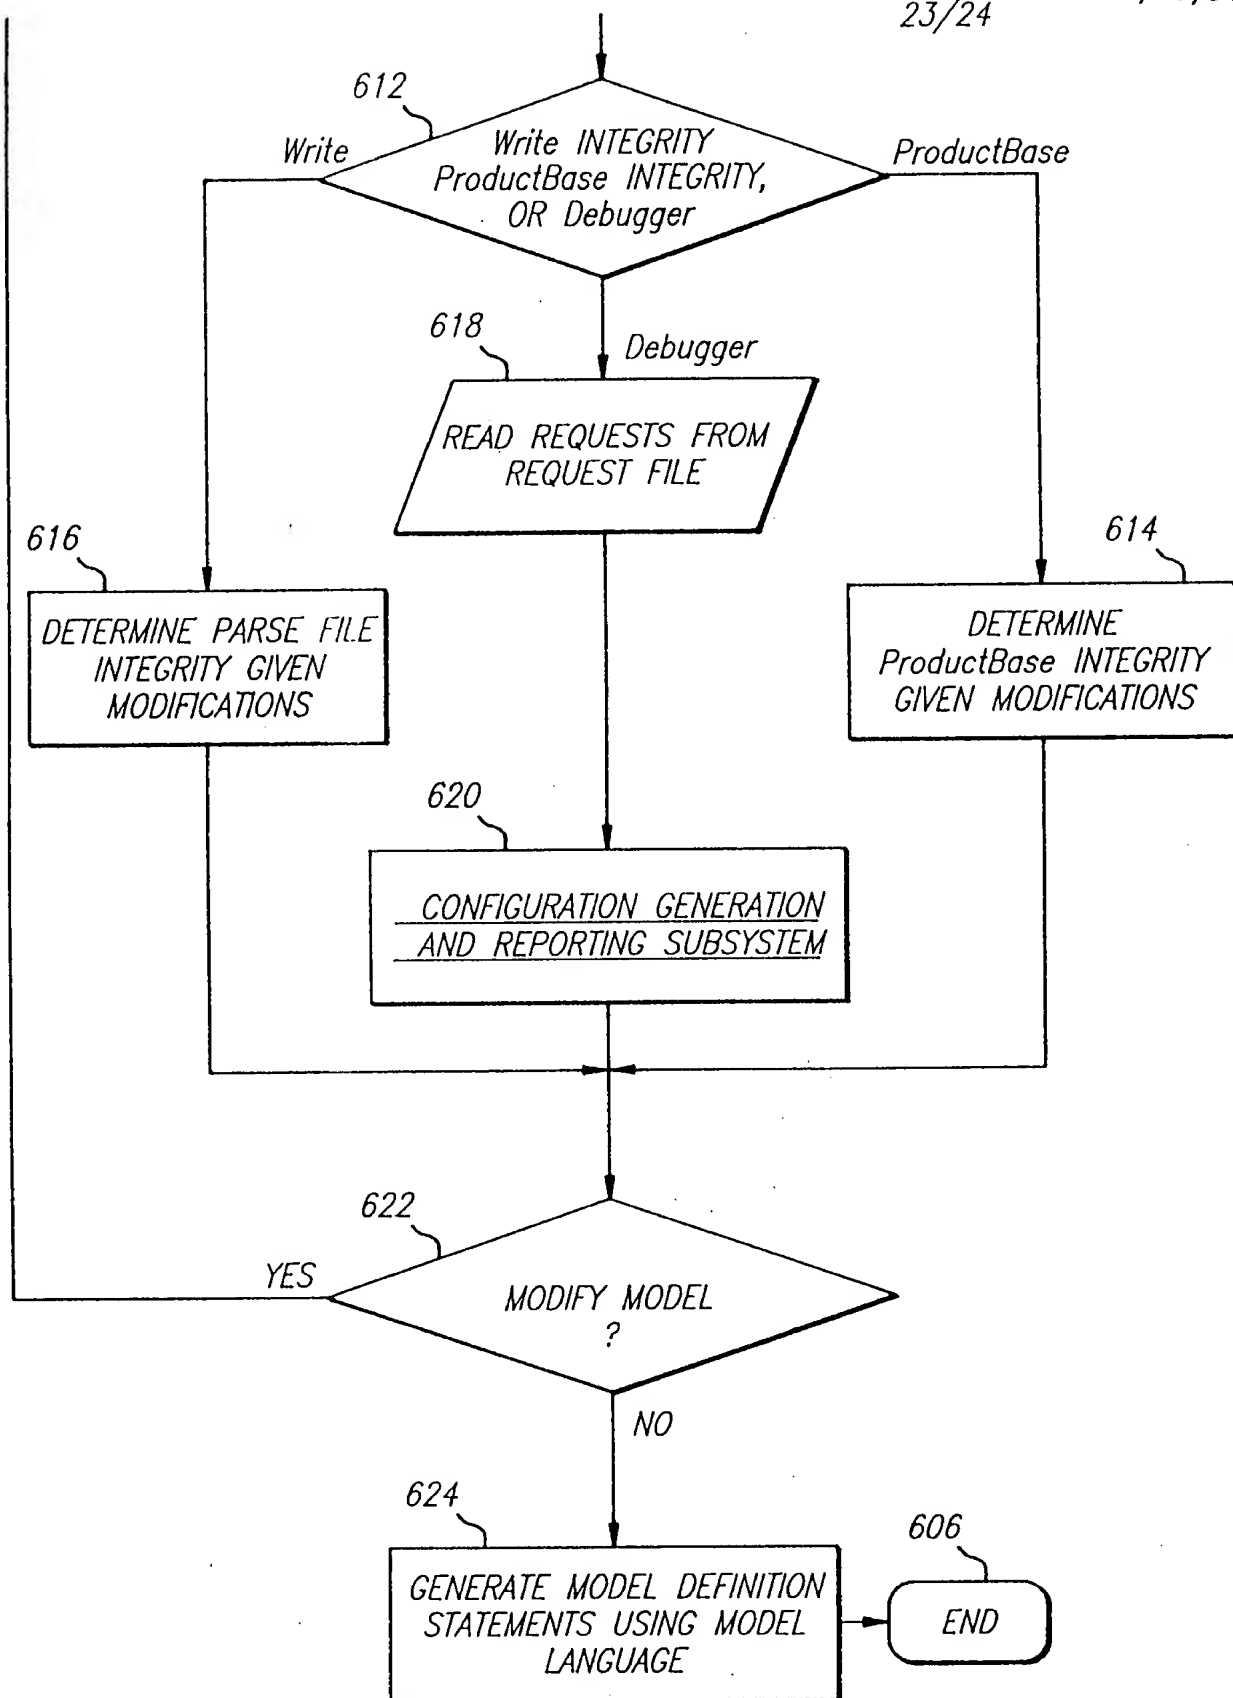 23/24
612
Write
Write INTEGRITY
ProductBase INTEGRITY,
OR Debugger
ProductBase
618
Debugger
READ REQUESTS FROM
REQUEST FILE
616
DETERMINE PARSE FILE
INTEGRITY GIVEN
MODIFICATIONS
614
DETERMINE
ProductBase INTEGRITY
GIVEN MODIFICATIONS
620
CONFIGURATION GENERATION
AND REPORTING SUBSYSTEM
622
YES
MODIFY MODEL
?
NO
624
GENERATE MODEL DEFINITION
STATEMENTS USING MODEL
LANGUAGE
606
END